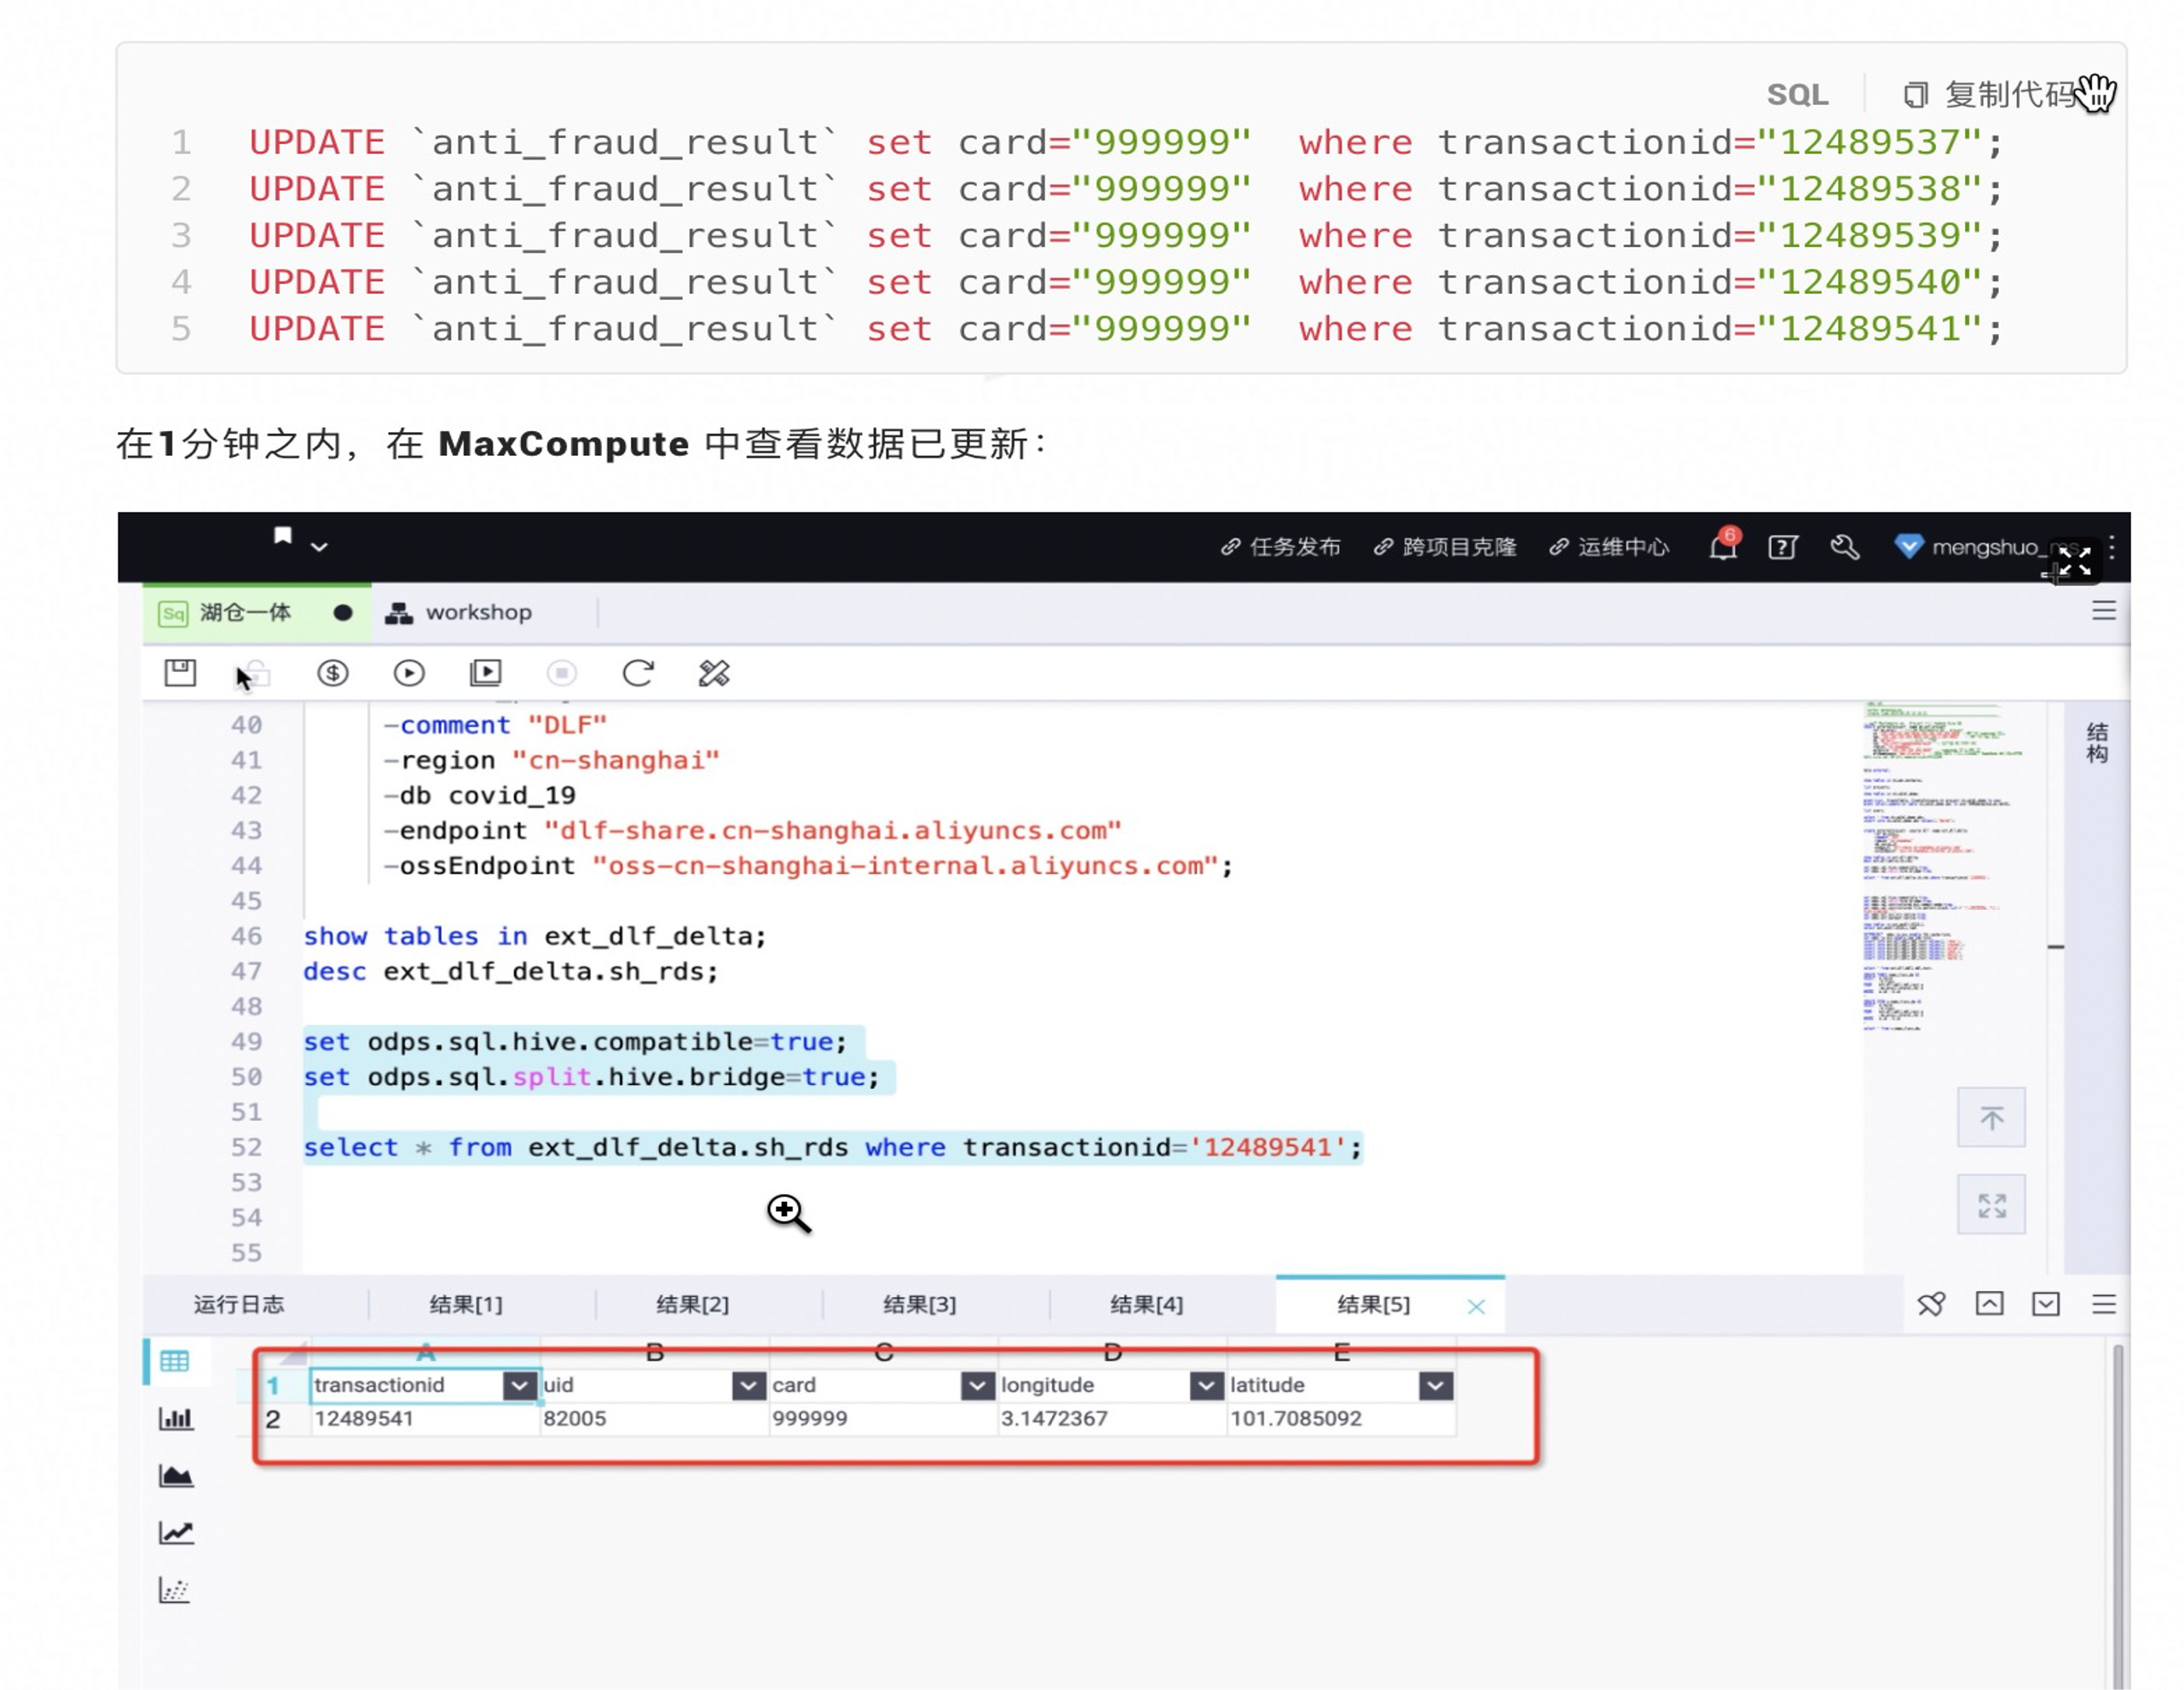 SQL 复制代码
1 UPDATE `anti_fraud_result` set card="999999"  where transactionid="12489537";
2 UPDATE `anti_fraud_result` set card="999999"  where transactionid="12489538";
3 UPDATE `anti_fraud_result` set card="999999"  where transactionid="12489539";
4 UPDATE `anti_fraud_result` set card="999999"  where transactionid="12489540";
5 UPDATE `anti_fraud_result` set card="999999"  where transactionid="12489541";
在1分钟之内，在 MaxCompute 中查看数据已更新：
任务发布 跨项目克隆 运维中心 6 mengshuo_ms
Sq 湖仓一体 workshop
40 -comment "DLF"
41 -region "cn-shanghai"
42 -db covid_19
43 -endpoint "dlf-share.cn-shanghai.aliyuncs.com"
44 -ossEndpoint "oss-cn-shanghai-internal.aliyuncs.com";
45
46 show tables in ext_dlf_delta;
47 desc ext_dlf_delta.sh_rds;
48
49 set odps.sql.hive.compatible=true;
50 set odps.sql.split.hive.bridge=true;
51
52 select * from ext_dlf_delta.sh_rds where transactionid='12489541';
53
54
55
结构
运行日志 结果[1] 结果[2] 结果[3] 结果[4] 结果[5]
A B C D E
1 transactionid uid card longitude latitude
2 12489541 82005 999999 3.1472367 101.7085092